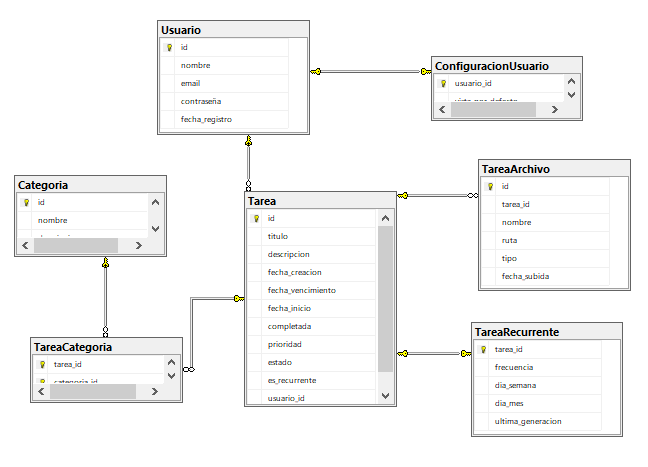 Usuario
id
nombre
email
contraseña
fecha_registro
ConfiguracionUsuario
usuario_id
Categoria
id
nombre
Tarea
id
titulo
descripcion
fecha_creacion
fecha_vencimiento
fecha_inicio
completada
prioridad
estado
es_recurrente
usuario_id
TareaArchivo
id
tarea_id
nombre
ruta
tipo
fecha_subida
TareaCategoria
tarea_id
categoria_id
TareaRecurrente
tarea_id
frecuencia
dia_semana
dia_mes
ultima_generacion